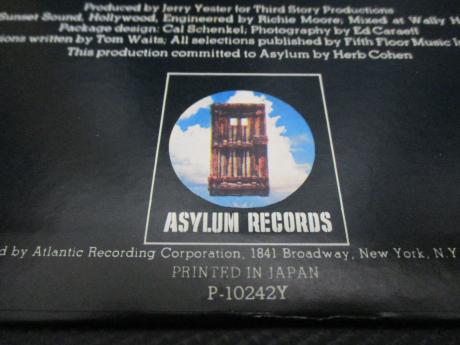 Produced by Jerry Yester for Third Story Productions
Sunset Sound, Hollywood, Engineered by Richie Moore; Mixed at Wally H
Package design: Cal Schenkel; Photography by Ed Caraeff
written by Tom Waits; All selections published by Fifth Floor Music In
This production committed to Asylum by Herb Cohen
ASYLUM RECORDS
by Atlantic Recording Corporation, 1841 Broadway, New York, N.Y
PRINTED IN JAPAN
P-10242Y